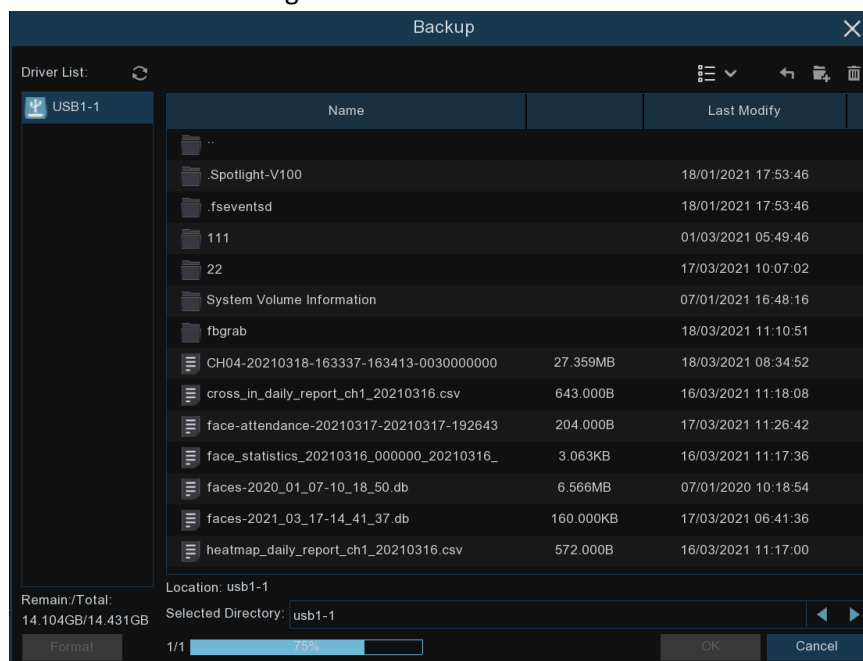 Backup
Driver List:
USB1-1
Name Last Modify
..
.Spotlight-V100 18/01/2021 17:53:46
.fseventsd 18/01/2021 17:53:46
111 01/03/2021 05:49:46
22 17/03/2021 10:07:02
System Volume Information 07/01/2021 16:48:16
fbgrab 18/03/2021 11:10:51
CH04-20210318-163337-163413-0030000000 27.359MB 18/03/2021 08:34:52
cross_in_daily_report_ch1_20210316.csv 643.000B 16/03/2021 11:18:08
face-attendance-20210317-20210317-192643 204.000B 17/03/2021 11:26:42
face_statistics_20210316_000000_20210316_ 3.063KB 16/03/2021 11:17:36
faces-2020_01_07-10_18_50.db 6.566MB 07/01/2020 10:18:54
faces-2021_03_17-14_41_37.db 160.000KB 17/03/2021 06:41:36
heatmap_daily_report_ch1_20210316.csv 572.000B 16/03/2021 11:17:00
Location: usb1-1
Remain:/Total:
14.104GB/14.431GB
Selected Directory: usb1-1
Format 1/1 75% OK Cancel